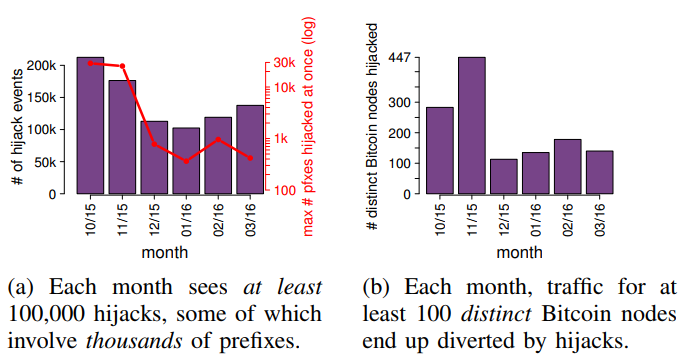 # of hijack events
200k
150k
100k
50k
0
max # pfxes hijacked at once (log)
30k
10k
1k
100
10/15
11/15
12/15
01/16
02/16
03/16
month
(a) Each month sees at least
100,000 hijacks, some of which
involve thousands of prefixes.
# distinct Bitcoin nodes hijacked
447
300
200
100
0
10/15
11/15
12/15
01/16
02/16
03/16
month
(b) Each month, traffic for at
least 100 distinct Bitcoin nodes
end up diverted by hijacks.